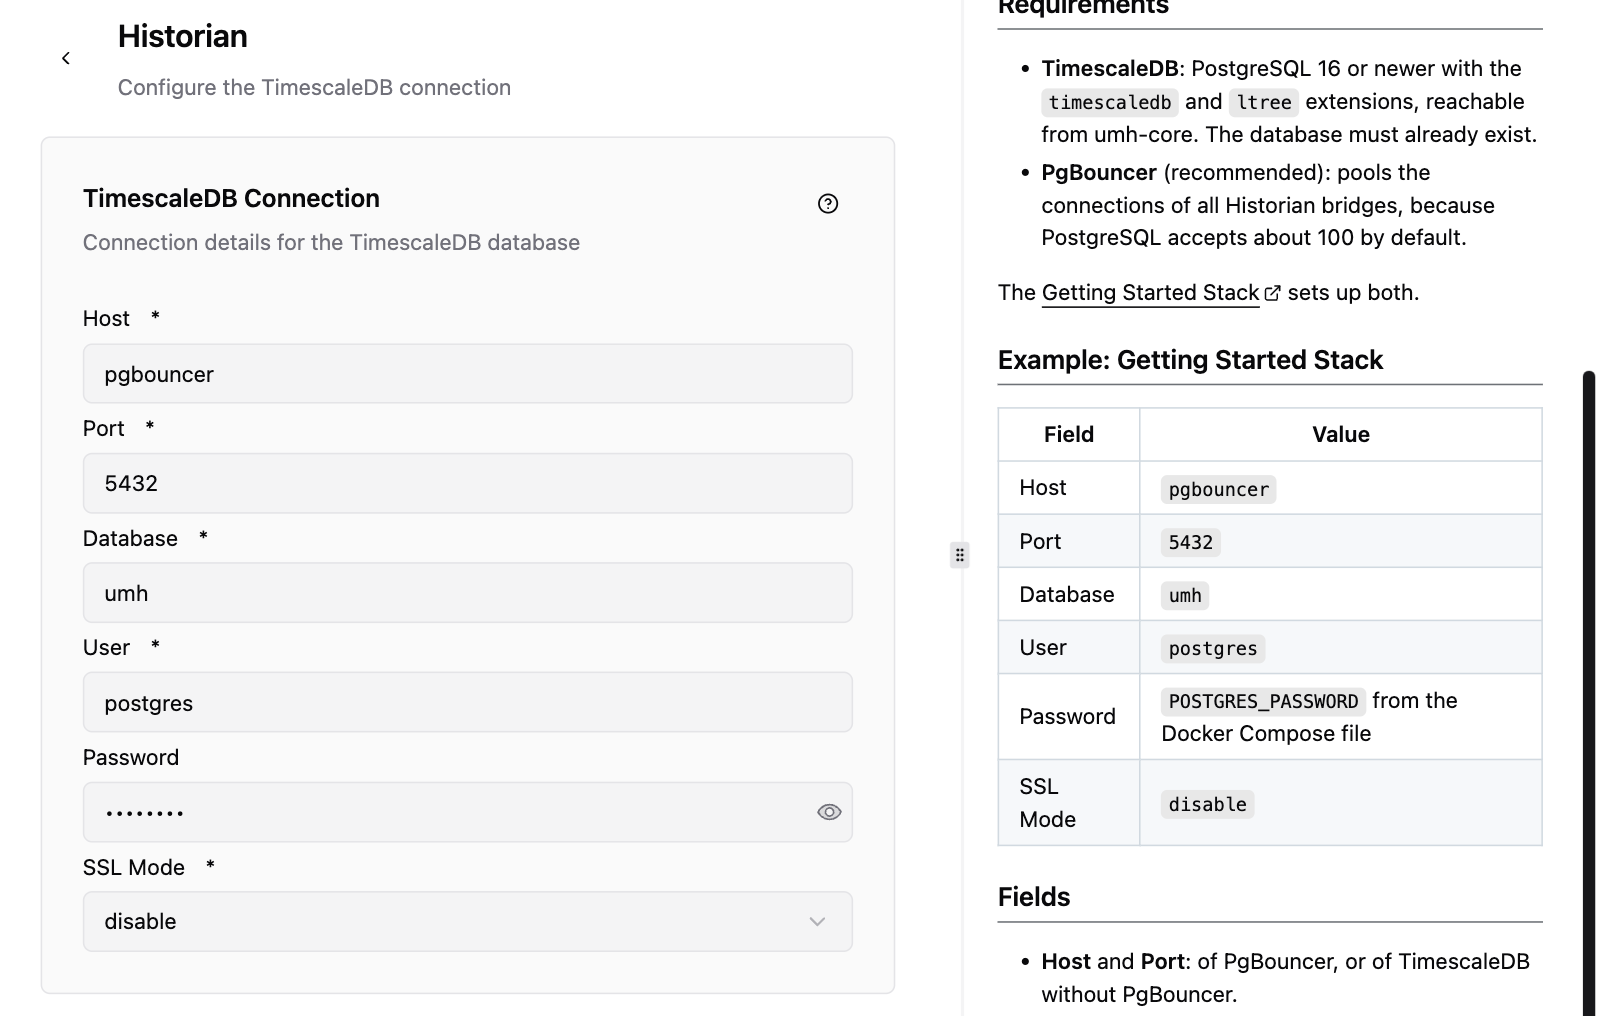 Historian
Configure the TimescaleDB connection
TimescaleDB Connection
Connection details for the TimescaleDB database
Host *
pgbouncer
Port *
5432
Database *
umh
User *
postgres
Password
••••••••
SSL Mode *
disable
Requirements
• TimescaleDB: PostgreSQL 16 or newer with the
timescaledb and ltree extensions, reachable
from umh-core. The database must already exist.
• PgBouncer (recommended): pools the
connections of all Historian bridges, because
PostgreSQL accepts about 100 by default.
The Getting Started Stack sets up both.
Example: Getting Started Stack
Field Value
Host pgbouncer
Port 5432
Database umh
User postgres
Password POSTGRES_PASSWORD from the
Docker Compose file
SSL
Mode disable
Fields
• Host and Port: of PgBouncer, or of TimescaleDB
without PgBouncer.